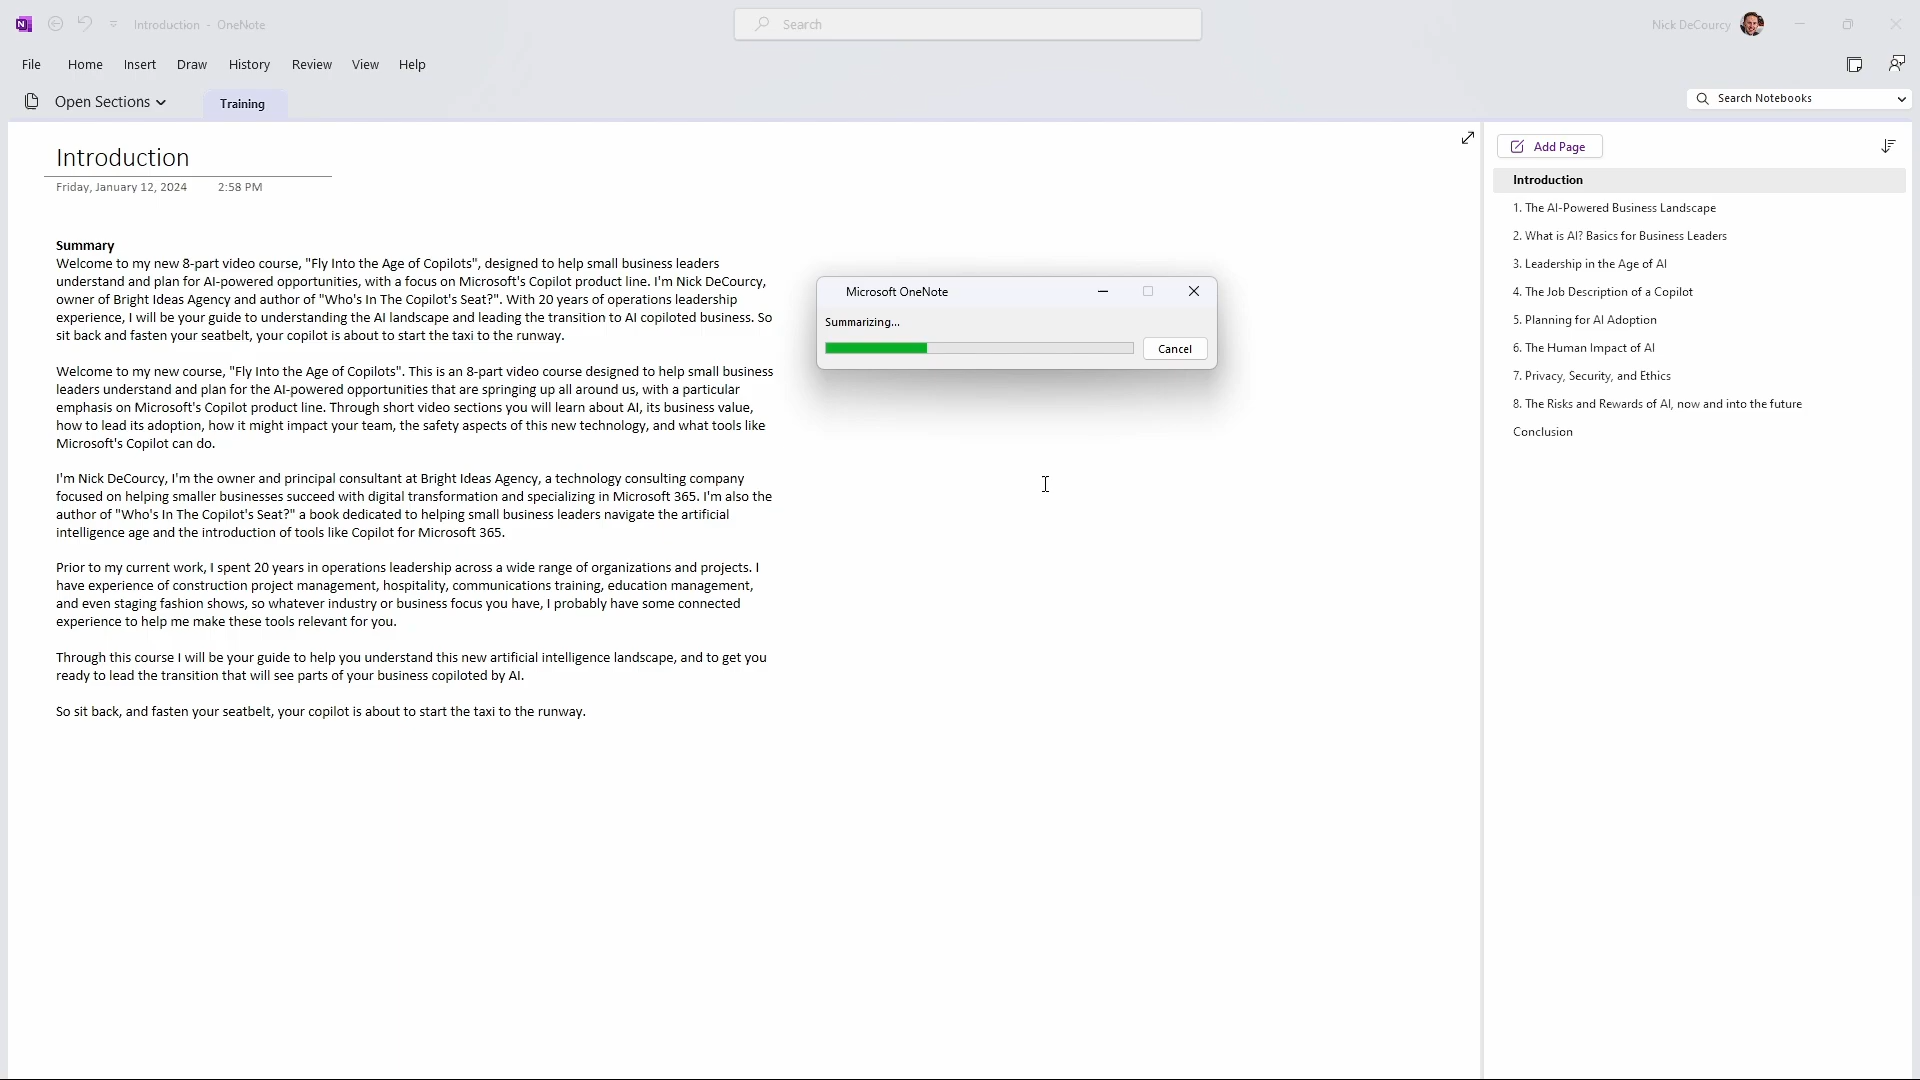 Introduction - OneNote
Search
Nick DeCourcy
File Home Insert Draw History Review View Help
Open Sections
Training
Search Notebooks
Introduction
Friday, January 12, 2024 2:58 PM
Summary
Welcome to my new 8-part video course, "Fly Into the Age of Copilots", designed to help small business leaders
understand and plan for AI-powered opportunities, with a focus on Microsoft's Copilot product line. I'm Nick DeCourcy,
owner of Bright Ideas Agency and author of "Who's In The Copilot's Seat?". With 20 years of operations leadership
experience, I will be your guide to understanding the AI landscape and leading the transition to AI copiloted business. So
sit back and fasten your seatbelt, your copilot is about to start the taxi to the runway.
Welcome to my new course, "Fly Into the Age of Copilots". This is an 8-part video course designed to help small business
leaders understand and plan for the AI-powered opportunities that are springing up all around us, with a particular
emphasis on Microsoft's Copilot product line. Through short video sections you will learn about AI, its business value,
how to lead its adoption, how it might impact your team, the safety aspects of this new technology, and what tools like
Microsoft's Copilot can do.
I'm Nick DeCourcy, I'm the owner and principal consultant at Bright Ideas Agency, a technology consulting company
focused on helping smaller businesses succeed with digital transformation and specializing in Microsoft 365. I'm also the
author of "Who's In The Copilot's Seat?" a book dedicated to helping small business leaders navigate the artificial
intelligence age and the introduction of tools like Copilot for Microsoft 365.
Prior to my current work, I spent 20 years in operations leadership across a wide range of organizations and projects. I
have experience of construction project management, hospitality, communications training, education management,
and even staging fashion shows, so whatever industry or business focus you have, I probably have some connected
experience to help me make these tools relevant for you.
Through this course I will be your guide to help you understand this new artificial intelligence landscape, and to get you
ready to lead the transition that will see parts of your business copiloted by AI.
So sit back, and fasten your seatbelt, your copilot is about to start the taxi to the runway.
Microsoft OneNote
Summarizing...
Cancel
Add Page
Introduction
1. The AI-Powered Business Landscape
2. What is AI? Basics for Business Leaders
3. Leadership in the Age of AI
4. The Job Description of a Copilot
5. Planning for AI Adoption
6. The Human Impact of AI
7. Privacy, Security, and Ethics
8. The Risks and Rewards of AI, now and into the future
Conclusion